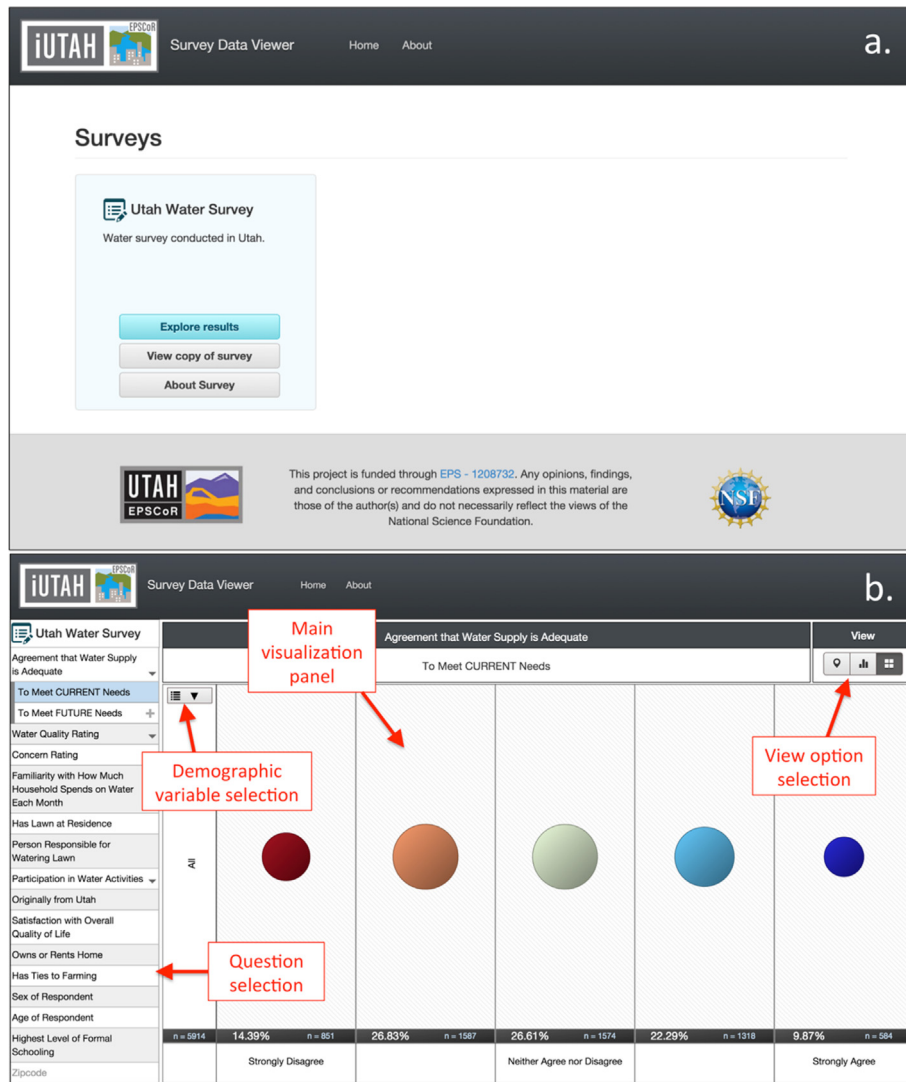 iUTAH EPSCoR
Survey Data Viewer
Home
About
a.
Surveys
Utah Water Survey
Water survey conducted in Utah.
Explore results
View copy of survey
About Survey
UTAH
EPSCoR
This project is funded through EPS - 1208732. Any opinions, findings,
and conclusions or recommendations expressed in this material are
those of the author(s) and do not necessarily reflect the views of the
National Science Foundation.
NSF
iUTAH EPSCoR
Survey Data Viewer
Home
About
b.
Utah Water Survey
Agreement that Water Supply
is Adequate
To Meet CURRENT Needs
To Meet FUTURE Needs
Water Quality Rating
Concern Rating
Familiarity with How Much
Household Spends on Water
Each Month
Has Lawn at Residence
Person Responsible for
Watering Lawn
Participation in Water Activities
Originally from Utah
Satisfaction with Overall
Quality of Life
Owns or Rents Home
Has Ties to Farming
Sex of Respondent
Age of Respondent
Highest Level of Formal
Schooling
Zipcode
Agreement that Water Supply is Adequate
To Meet CURRENT Needs
View
Main
visualization
panel
Demographic
variable selection
View option
selection
Question
selection
All
n = 5914
14.39% n = 851
26.83% n = 1587
26.61% n = 1574
22.29% n = 1318
9.87% n = 584
Strongly Disagree
Neither Agree nor Disagree
Strongly Agree